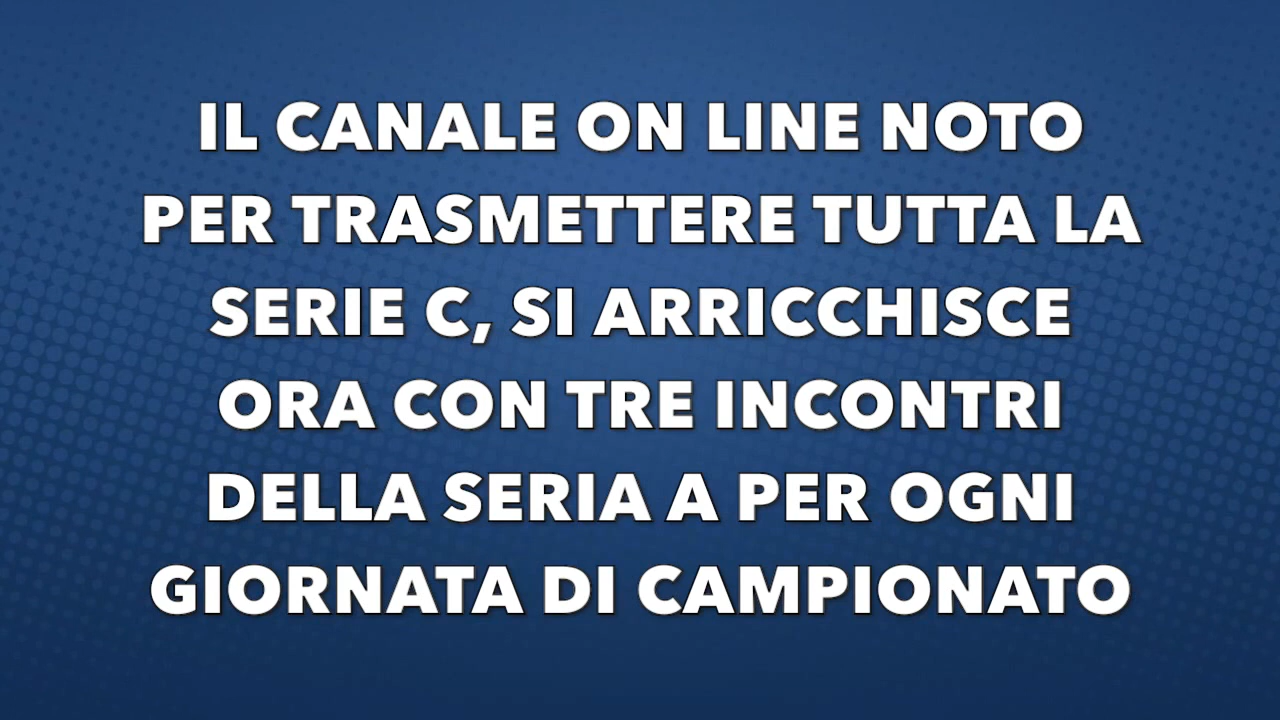 IL CANALE ON LINE NOTO
PER TRASMETTERE TUTTA LA
SERIE C, SI ARRICCHISCE
ORA CON TRE INCONTRI
DELLA SERIA A PER OGNI
GIORNATA DI CAMPIONATO